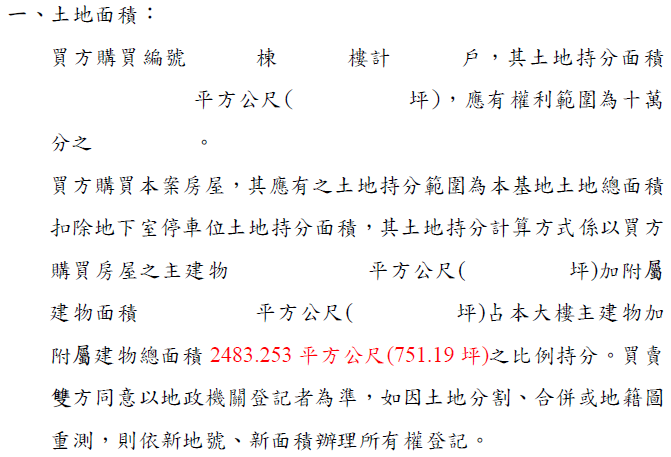 一、土地面積：
買方購買編號　　　棟　　　樓計　　　戶，其土地持分面積
　　　　　　平方公尺(　　　　　坪)，應有權利範圍為十萬
分之　　　　　。
買方購買本案房屋，其應有之土地持分範圍為本基地土地總面積
扣除地下室停車位土地持分面積，其土地持分計算方式係以買方
購買房屋之主建物　　　　　　平方公尺(　　　　坪)加附屬
建物面積　　　　　平方公尺(　　　　坪)占本大樓主建物加
附屬建物總面積 2483.253 平方公尺(751.19 坪)之比例持分。買賣
雙方同意以地政機關登記者為準，如因土地分割、合併或地籍圖
重測，則依新地號、新面積辦理所有權登記。